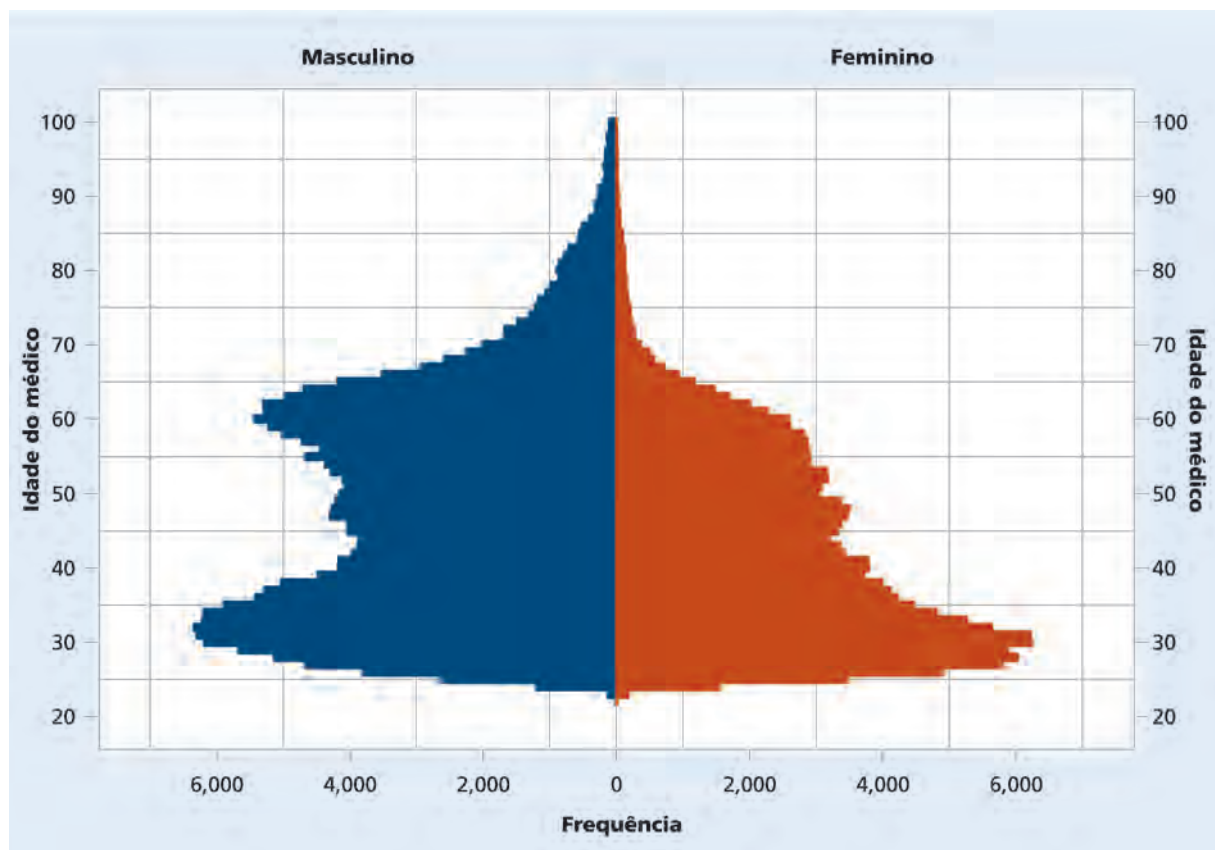 Masculino Feminino
100 100
90 90
80 80
70 70
60 60
50 50
40 40
30 30
20 20
Idade do médico
Idade do médico
6,000 4,000 2,000 0 2,000 4,000 6,000
Frequência